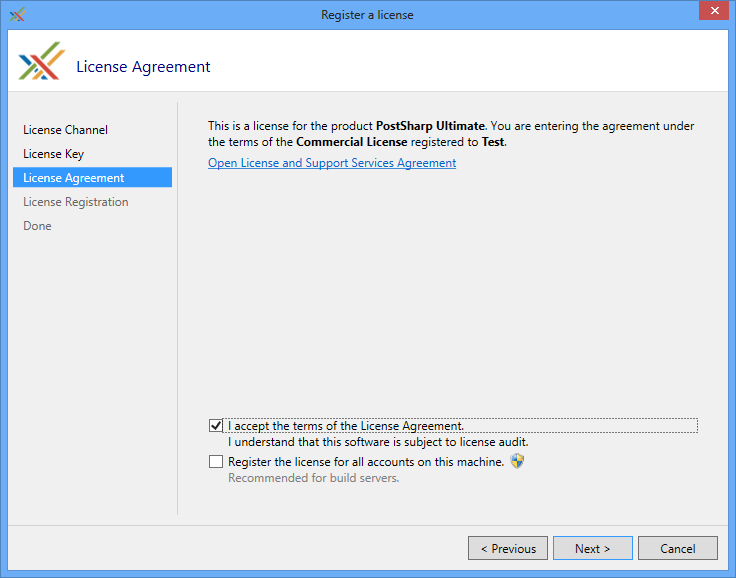 Register a license
License Agreement
License Channel
License Key
License Agreement
License Registration
Done
This is a license for the product PostSharp Ultimate. You are entering the agreement under
the terms of the Commercial License registered to Test.
Open License and Support Services Agreement
I accept the terms of the License Agreement.
I understand that this software is subject to license audit.
Register the license for all accounts on this machine.
Recommended for build servers.
< Previous
Next >
Cancel